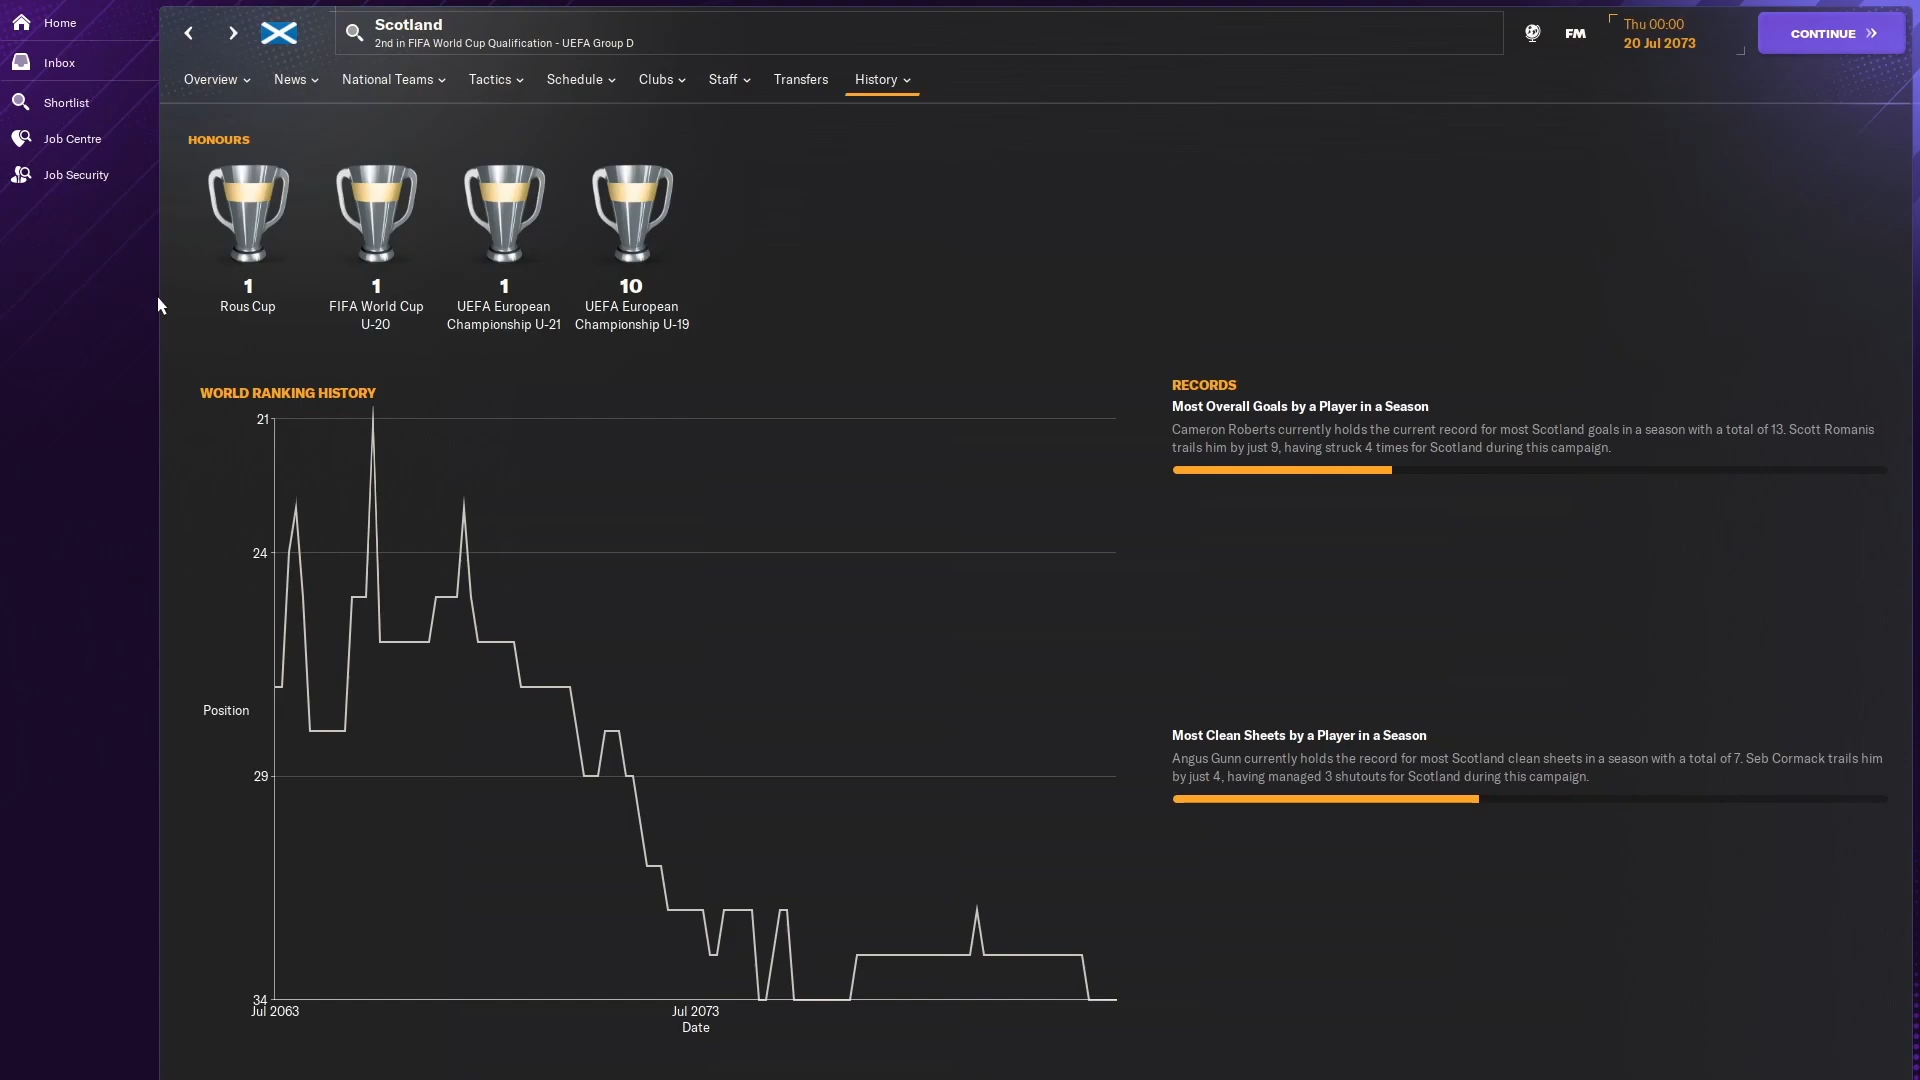 Home
Inbox
Shortlist
Job Centre
Job Security
Scotland
2nd in FIFA World Cup Qualification - UEFA Group D
FM
Thu 00:00
20 Jul 2073
CONTINUE
Overview
News
National Teams
Tactics
Schedule
Clubs
Staff
Transfers
History
HONOURS
1
Rous Cup
1
FIFA World Cup
U-20
1
UEFA European
Championship U-21
10
UEFA European
Championship U-19
WORLD RANKING HISTORY
21
24
Position
29
34
Jul 2063
Jul 2073
Date
RECORDS
Most Overall Goals by a Player in a Season
Cameron Roberts currently holds the current record for most Scotland goals in a season with a total of 13. Scott Romanis
trails him by just 9, having struck 4 times for Scotland during this campaign.
Most Clean Sheets by a Player in a Season
Angus Gunn currently holds the record for most Scotland clean sheets in a season with a total of 7. Seb Cormack trails him
by just 4, having managed 3 shutouts for Scotland during this campaign.